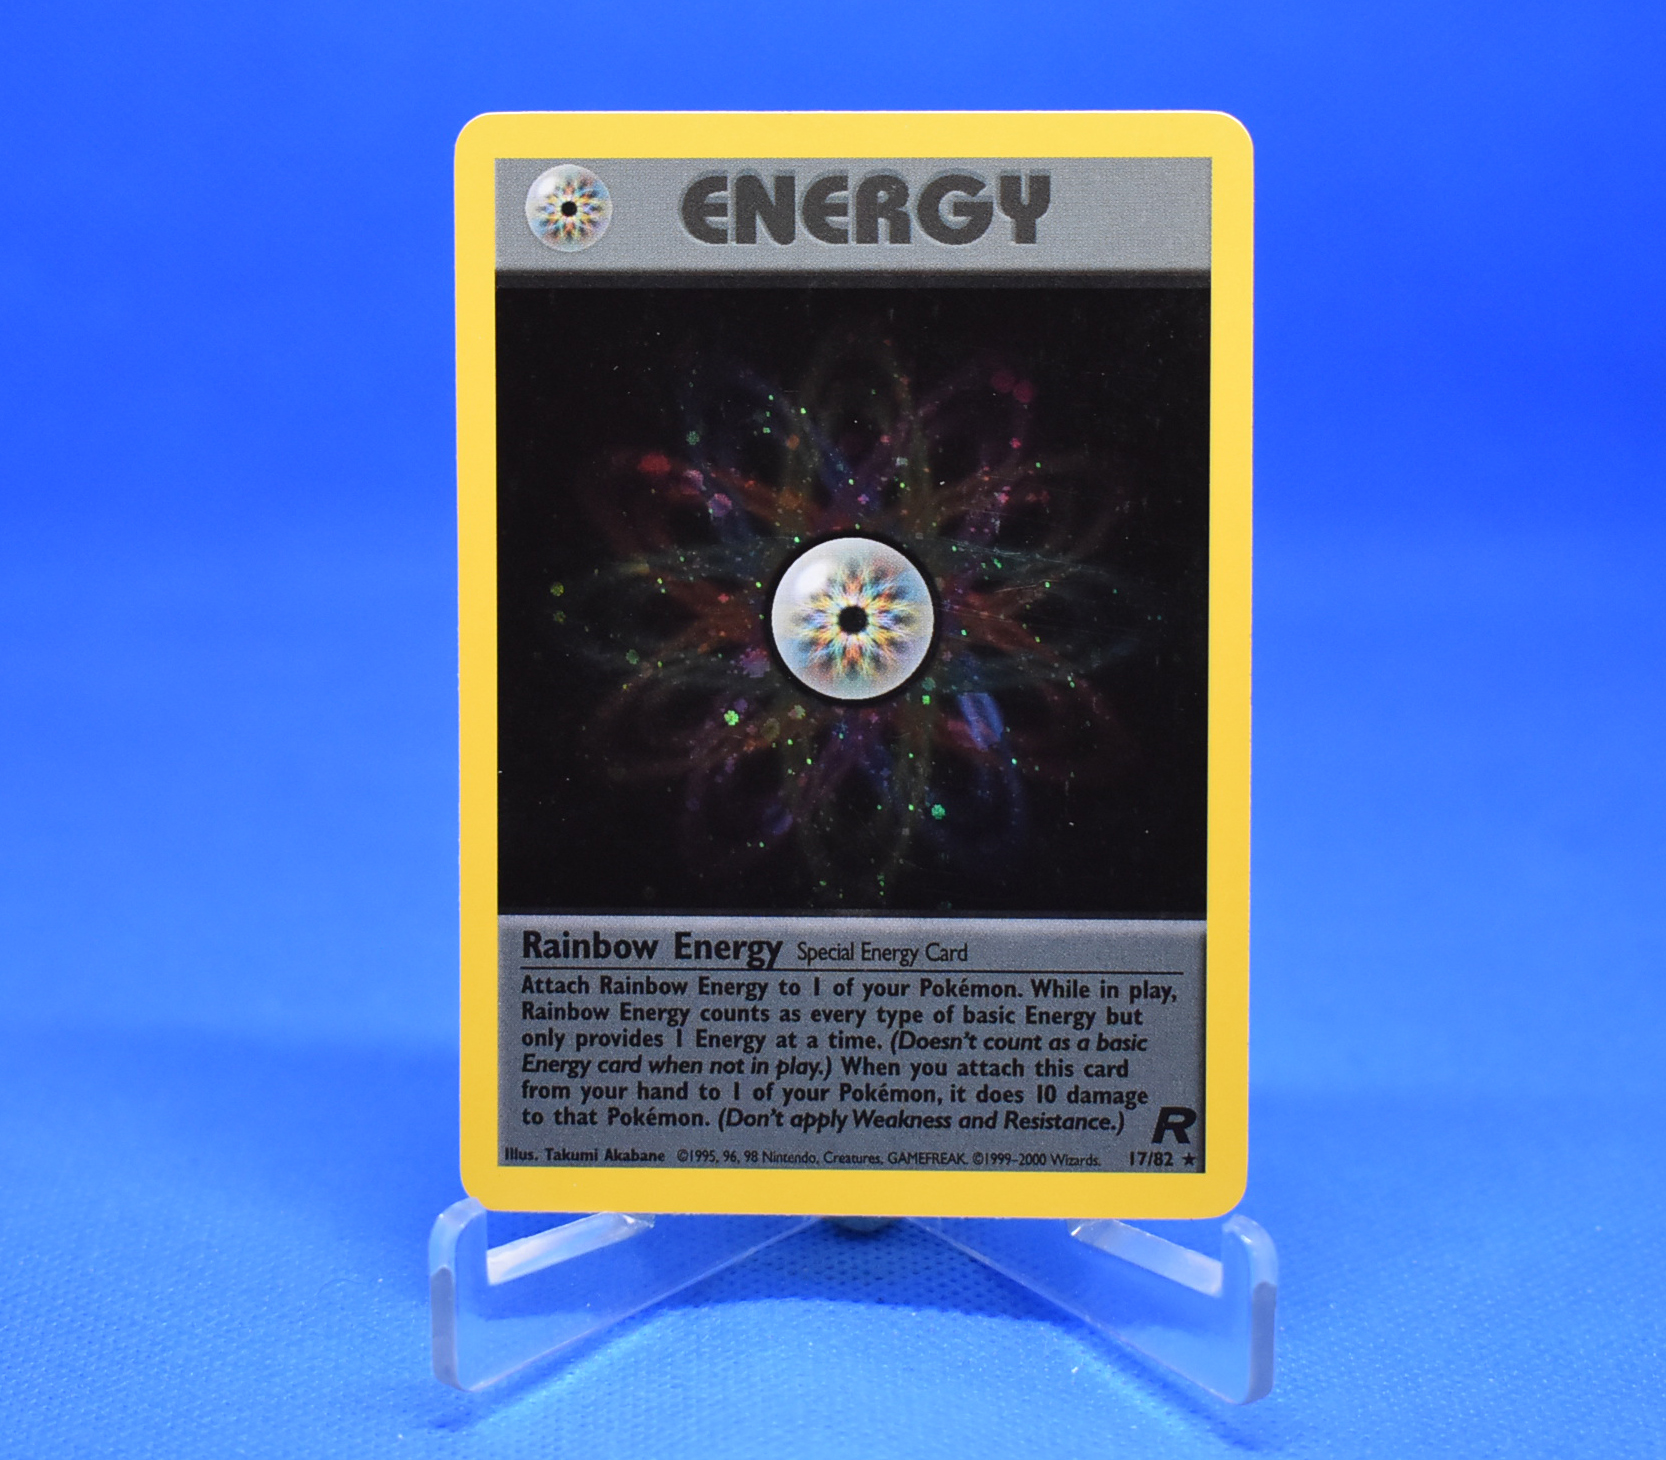 ENERGY
Rainbow Energy Special Energy Card
Attach Rainbow Energy to 1 of your Pokémon. While in play,
Rainbow Energy counts as every type of basic Energy but
only provides 1 Energy at a time. (Doesn't count as a basic
Energy card when not in play.) When you attach this card
from your hand to 1 of your Pokémon, it does 10 damage
to that Pokémon. (Don't apply Weakness and Resistance.)
R
Illus. Takumi Akabane ©1995, 96, 98 Nintendo, Creatures, GAMEFREAK. ©1999–2000 Wizards. 17/82 ★